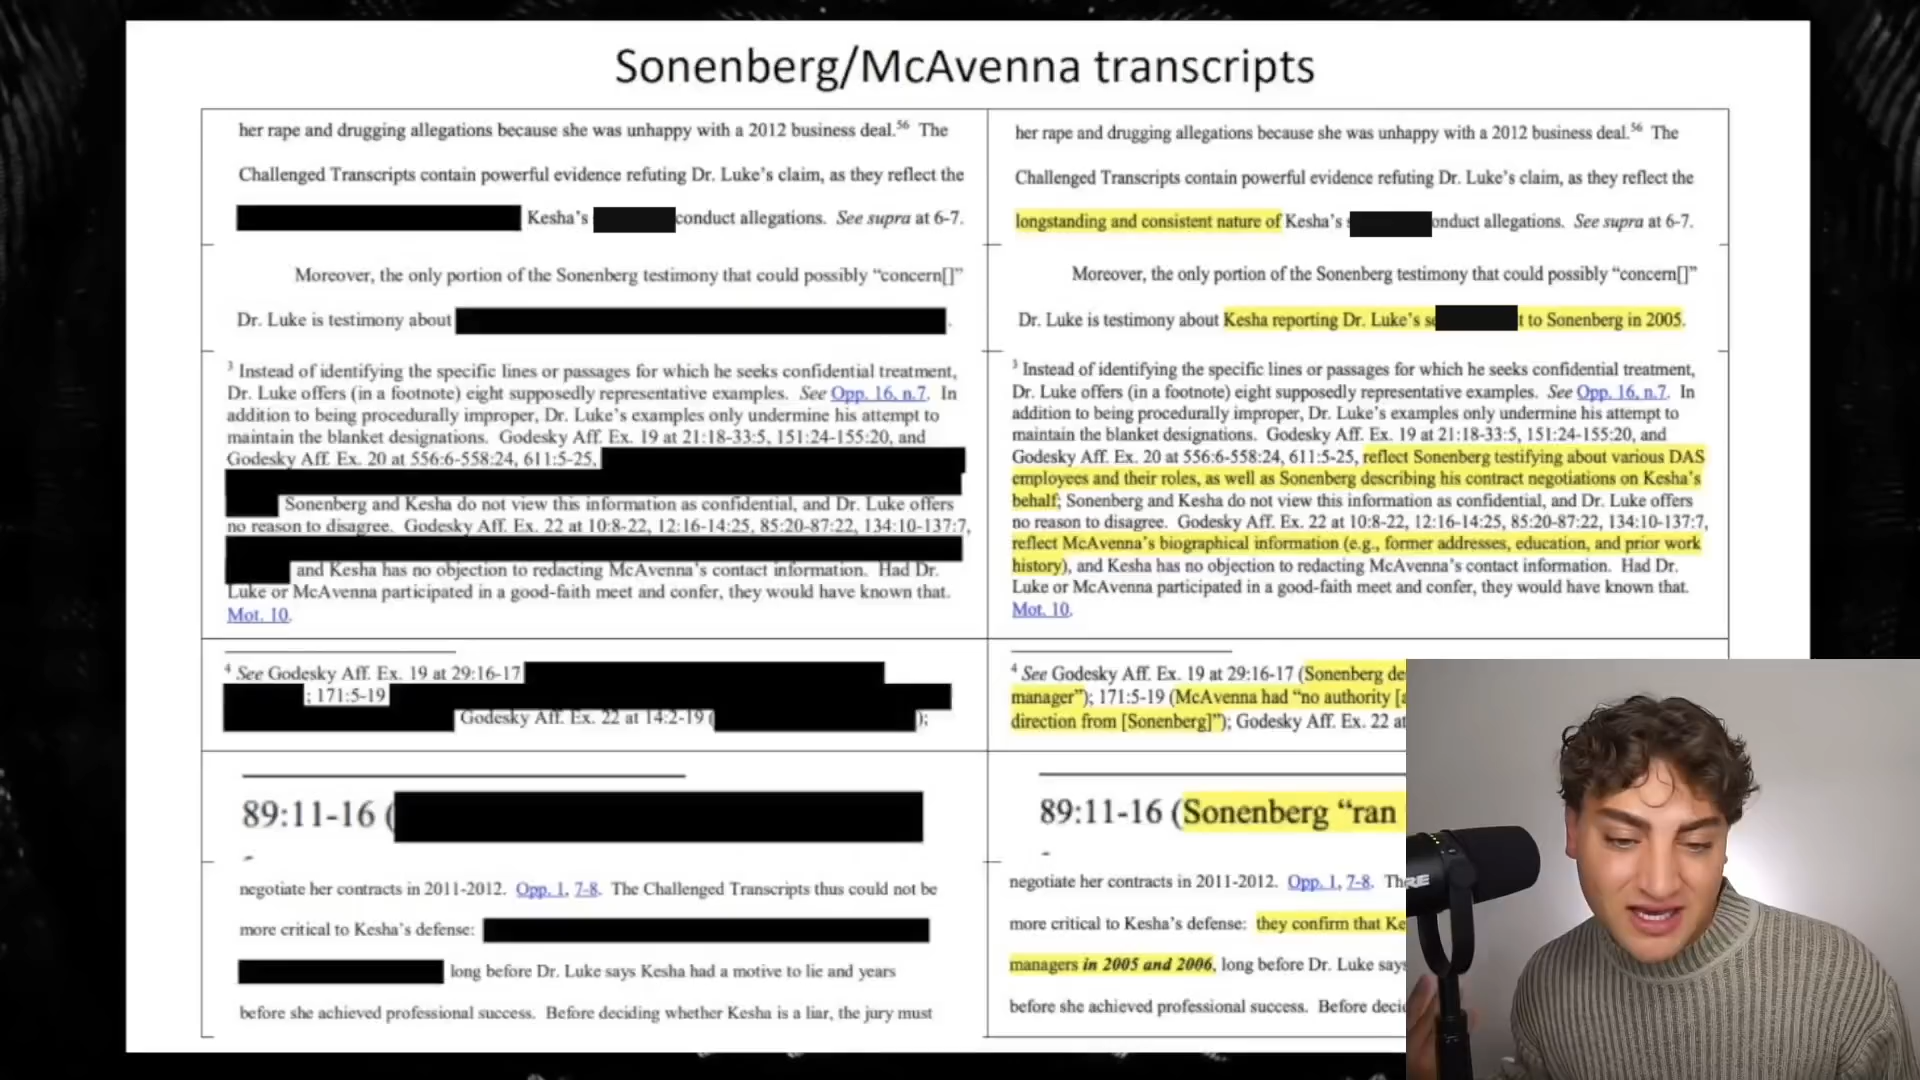 Sonenberg/McAvenna transcripts
her rape and drugging allegations because she was unhappy with a 2012 business deal.56 The
Challenged Transcripts contain powerful evidence refuting Dr. Luke's claim, as they reflect the
Kesha's conduct allegations. See supra at 6-7.
Moreover, the only portion of the Sonenberg testimony that could possibly “concern[]”
Dr. Luke is testimony about .
3 Instead of identifying the specific lines or passages for which he seeks confidential treatment,
Dr. Luke offers (in a footnote) eight supposedly representative examples. See Opp. 16, n.7. In
addition to being procedurally improper, Dr. Luke's examples only undermine his attempt to
maintain the blanket designations. Godesky Aff. Ex. 19 at 21:18-33:5, 151:24-155:20, and
Godesky Aff. Ex. 20 at 556:6-558:24, 611:5-25,
Sonenberg and Kesha do not view this information as confidential, and Dr. Luke offers
no reason to disagree. Godesky Aff. Ex. 22 at 10:8-22, 12:16-14:25, 85:20-87:22, 134:10-137:7,
and Kesha has no objection to redacting McAvenna's contact information. Had Dr.
Luke or McAvenna participated in a good-faith meet and confer, they would have known that.
Mot. 10.
4 See Godesky Aff. Ex. 19 at 29:16-17
; 171:5-19
Godesky Aff. Ex. 22 at 14:2-19 ( );
89:11-16 (
negotiate her contracts in 2011-2012. Opp. 1, 7-8. The Challenged Transcripts thus could not be
more critical to Kesha's defense:
long before Dr. Luke says Kesha had a motive to lie and years
before she achieved professional success. Before deciding whether Kesha is a liar, the jury must
her rape and drugging allegations because she was unhappy with a 2012 business deal.56 The
Challenged Transcripts contain powerful evidence refuting Dr. Luke's claim, as they reflect the
longstanding and consistent nature of Kesha's onduct allegations. See supra at 6-7.
Moreover, the only portion of the Sonenberg testimony that could possibly “concern[]”
Dr. Luke is testimony about Kesha reporting Dr. Luke's se t to Sonenberg in 2005.
3 Instead of identifying the specific lines or passages for which he seeks confidential treatment,
Dr. Luke offers (in a footnote) eight supposedly representative examples. See Opp. 16, n.7. In
addition to being procedurally improper, Dr. Luke's examples only undermine his attempt to
maintain the blanket designations. Godesky Aff. Ex. 19 at 21:18-33:5, 151:24-155:20, and
Godesky Aff. Ex. 20 at 556:6-558:24, 611:5-25, reflect Sonenberg testifying about various DAS
employees and their roles, as well as Sonenberg describing his contract negotiations on Kesha's
behalf; Sonenberg and Kesha do not view this information as confidential, and Dr. Luke offers
no reason to disagree. Godesky Aff. Ex. 22 at 10:8-22, 12:16-14:25, 85:20-87:22, 134:10-137:7,
reflect McAvenna's biographical information (e.g., former addresses, education, and prior work
history), and Kesha has no objection to redacting McAvenna's contact information. Had Dr.
Luke or McAvenna participated in a good-faith meet and confer, they would have known that.
Mot. 10.
4 See Godesky Aff. Ex. 19 at 29:16-17 (Sonenberg de
manager”); 171:5-19 (McAvenna had “no authority [a
direction from [Sonenberg]”); Godesky Aff. Ex. 22 at
89:11-16 (Sonenberg “ran
negotiate her contracts in 2011-2012. Opp. 1, 7-8. Th
more critical to Kesha's defense: they confirm that Ke
managers in 2005 and 2006, long before Dr. Luke says
before she achieved professional success. Before decid